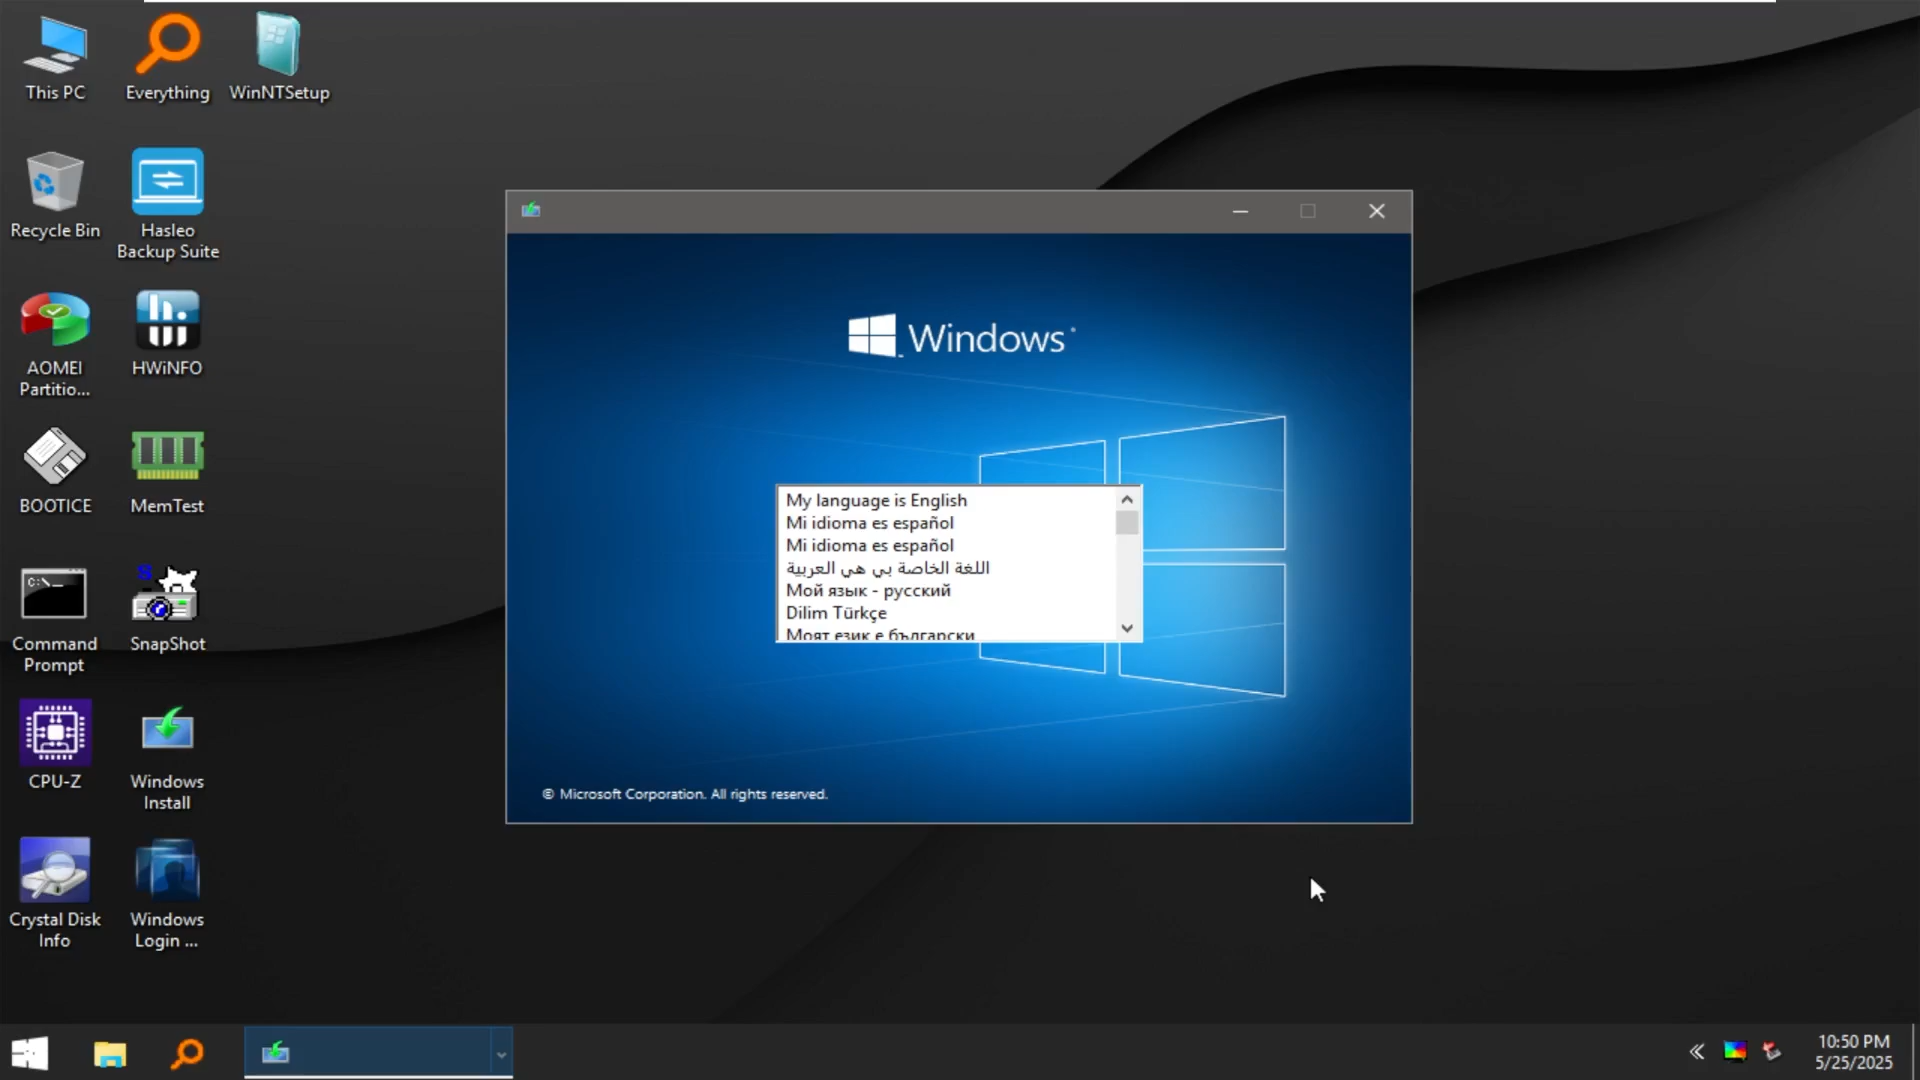 This PC
Everything
WinNTSetup
Recycle Bin
Hasleo
Backup Suite
AOMEI
Partitio...
HWiNFO
BOOTICE
MemTest
C:\_
Command
Prompt
S
SnapShot
CPU-Z
Windows
Install
Crystal Disk
Info
Windows
Login ...
Windows
My language is English
Mi idioma es español
Mi idioma es español
اللغة الخاصة بي هي العربية
Мой язык - русский
Dilim Türkçe
Моят език е български
© Microsoft Corporation. All rights reserved.
10:50 PM
5/25/2025